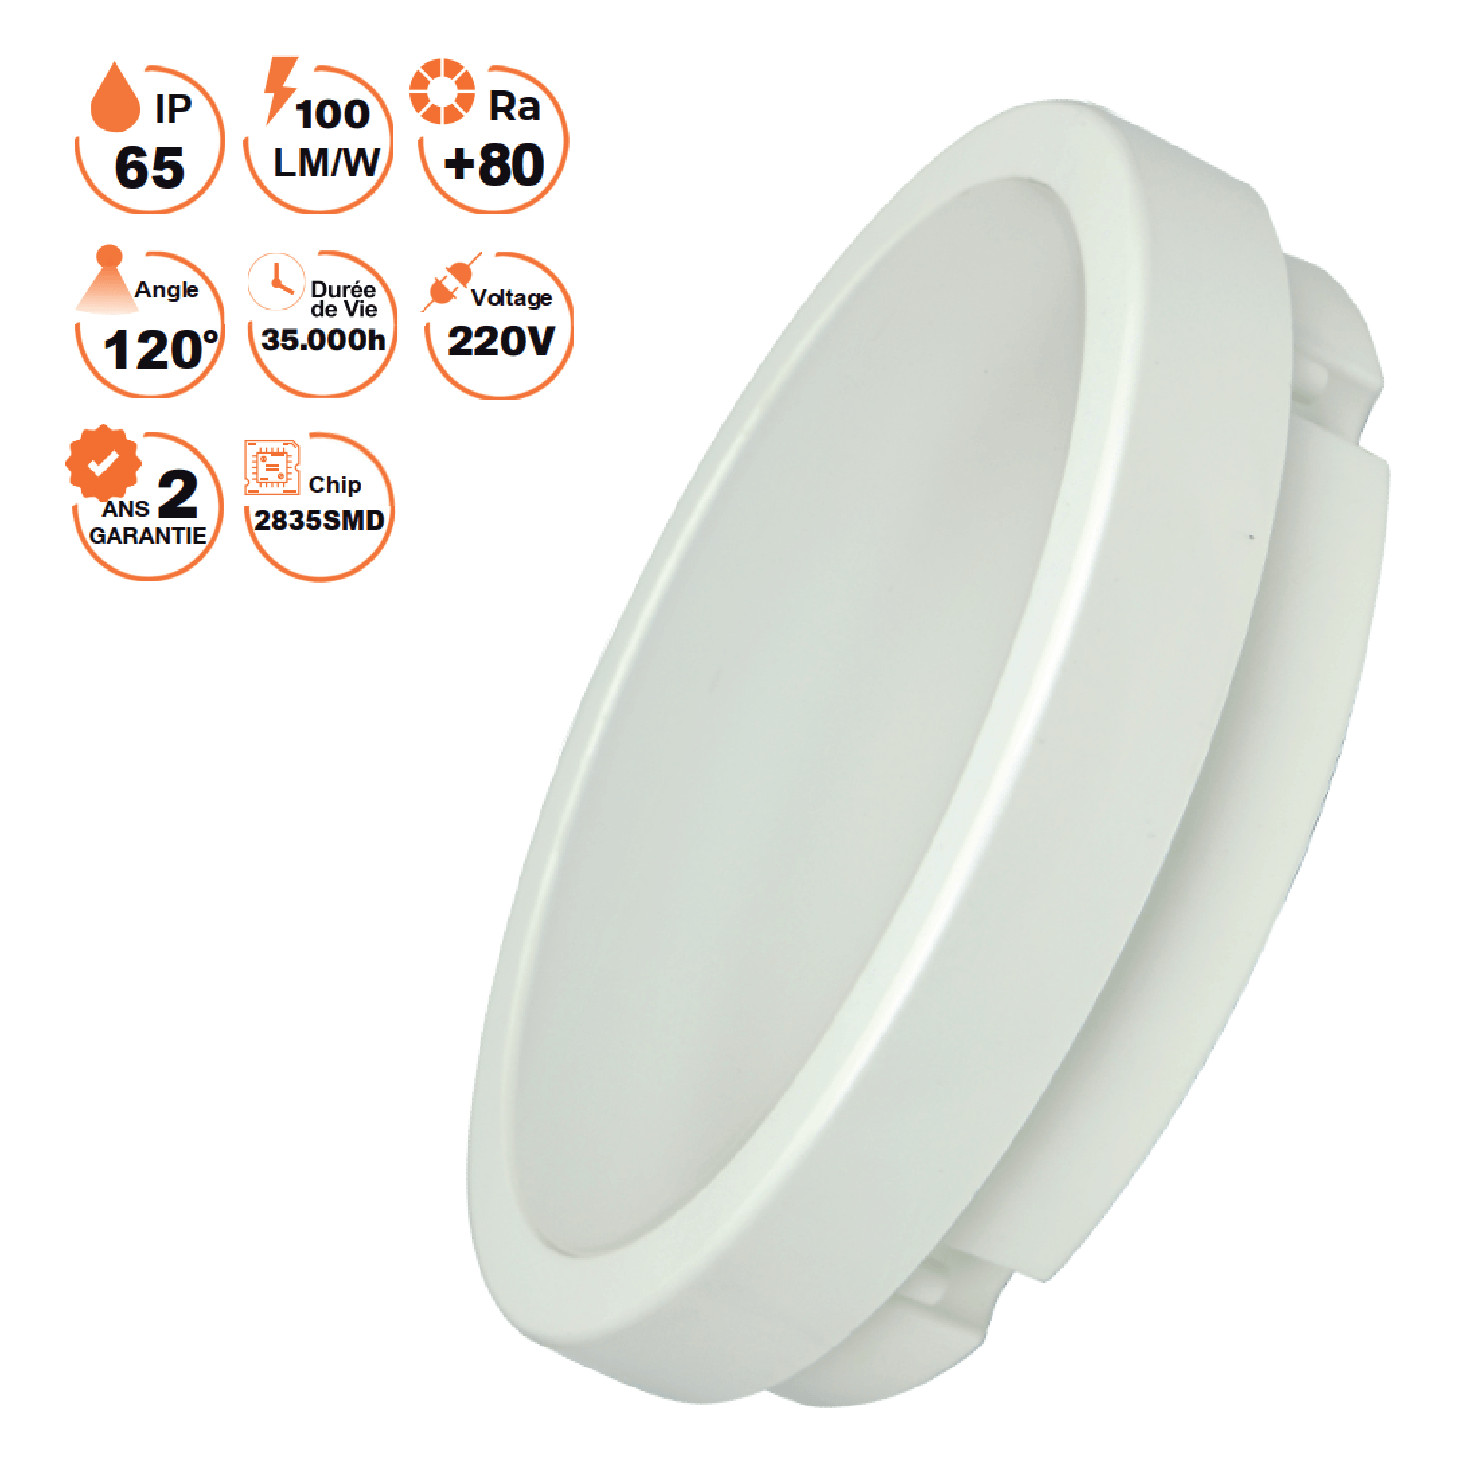 IP
65
100
LM/W
Ra
+80
Angle
120°
Durée
de Vie
35.000h
Voltage
220V
ANS 2
GARANTIE
Chip
2835SMD